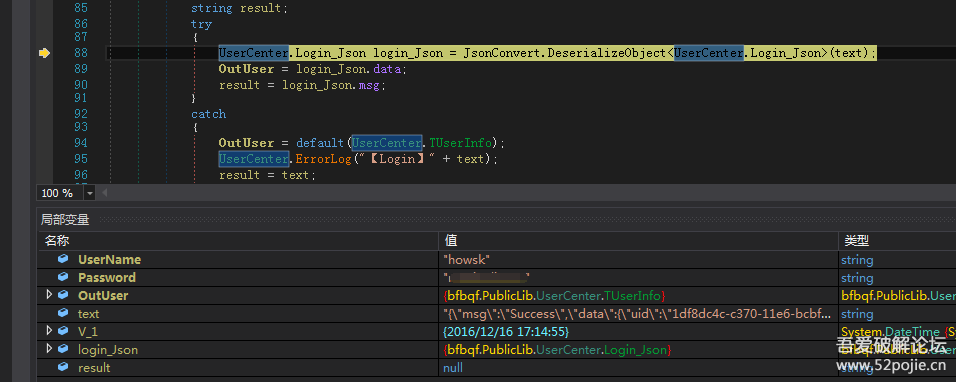 85 string result;
86 try
87 {
88 UserCenter.Login_Json login_Json = JsonConvert.DeserializeObject<UserCenter.Login_Json>(text);
89 OutUser = login_Json.data;
90 result = login_Json.msg;
91 }
92 catch
93 {
94 OutUser = default(UserCenter.TUserInfo);
95 UserCenter.ErrorLog("【Login】" + text);
96 result = text;
100 %
局部变量
名称 值 类型
UserName "howsk" string
Password string
OutUser {bfbqf.PublicLib.UserCenter.TUserInfo} bfbqf.PublicLib.User
text "{\"msg\":\"Success\",\"data\":{\"uid\":\"1df8dc4c-c370-11e6-bcbf... string
V_1 {2016/12/16 17:14:55} System.DateTime {S
login_Json {bfbqf.PublicLib.UserCenter.Login_Json} bfbqf.PublicLib.User
result null string
吾爱破解论坛
www.52pojie.cn